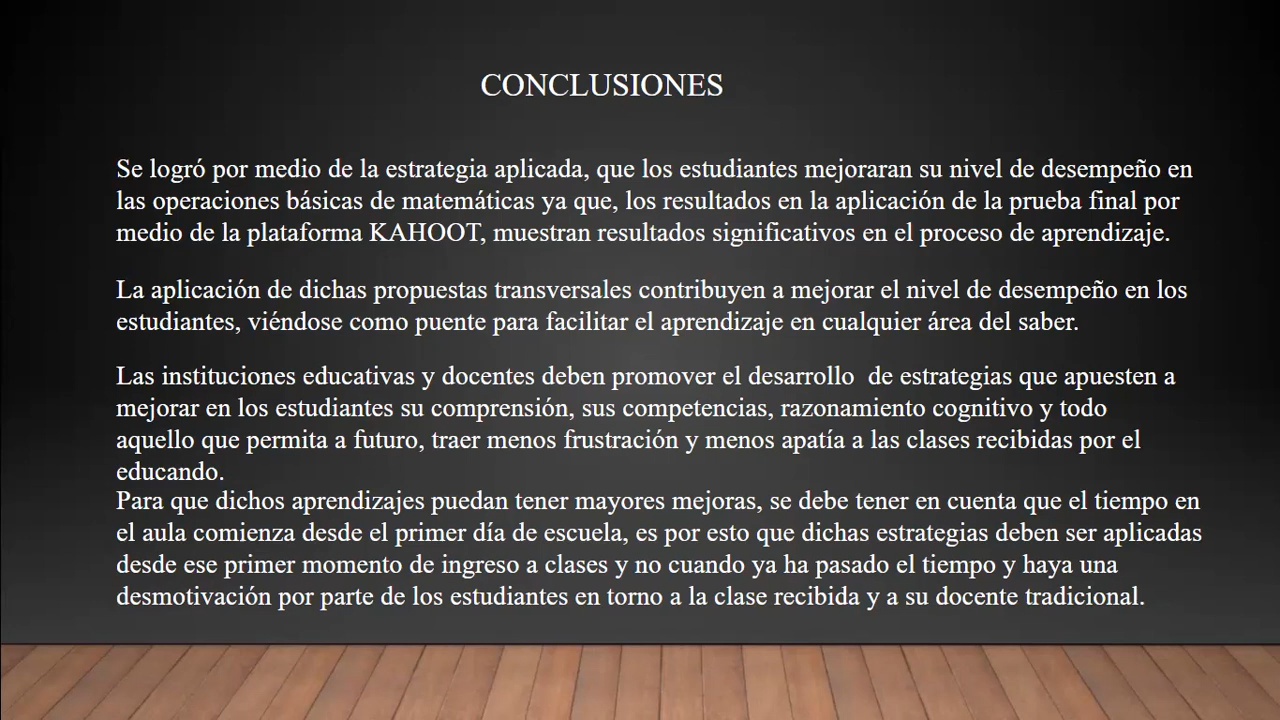 CONCLUSIONES
Se logró por medio de la estrategia aplicada, que los estudiantes mejoraran su nivel de desempeño en
las operaciones básicas de matemáticas ya que, los resultados en la aplicación de la prueba final por
medio de la plataforma KAHOOT, muestran resultados significativos en el proceso de aprendizaje.
La aplicación de dichas propuestas transversales contribuyen a mejorar el nivel de desempeño en los
estudiantes, viéndose como puente para facilitar el aprendizaje en cualquier área del saber.
Las instituciones educativas y docentes deben promover el desarrollo  de estrategias que apuesten a
mejorar en los estudiantes su comprensión, sus competencias, razonamiento cognitivo y todo
aquello que permita a futuro, traer menos frustración y menos apatía a las clases recibidas por el
educando.
Para que dichos aprendizajes puedan tener mayores mejoras, se debe tener en cuenta que el tiempo en
el aula comienza desde el primer día de escuela, es por esto que dichas estrategias deben ser aplicadas
desde ese primer momento de ingreso a clases y no cuando ya ha pasado el tiempo y haya una
desmotivación por parte de los estudiantes en torno a la clase recibida y a su docente tradicional.